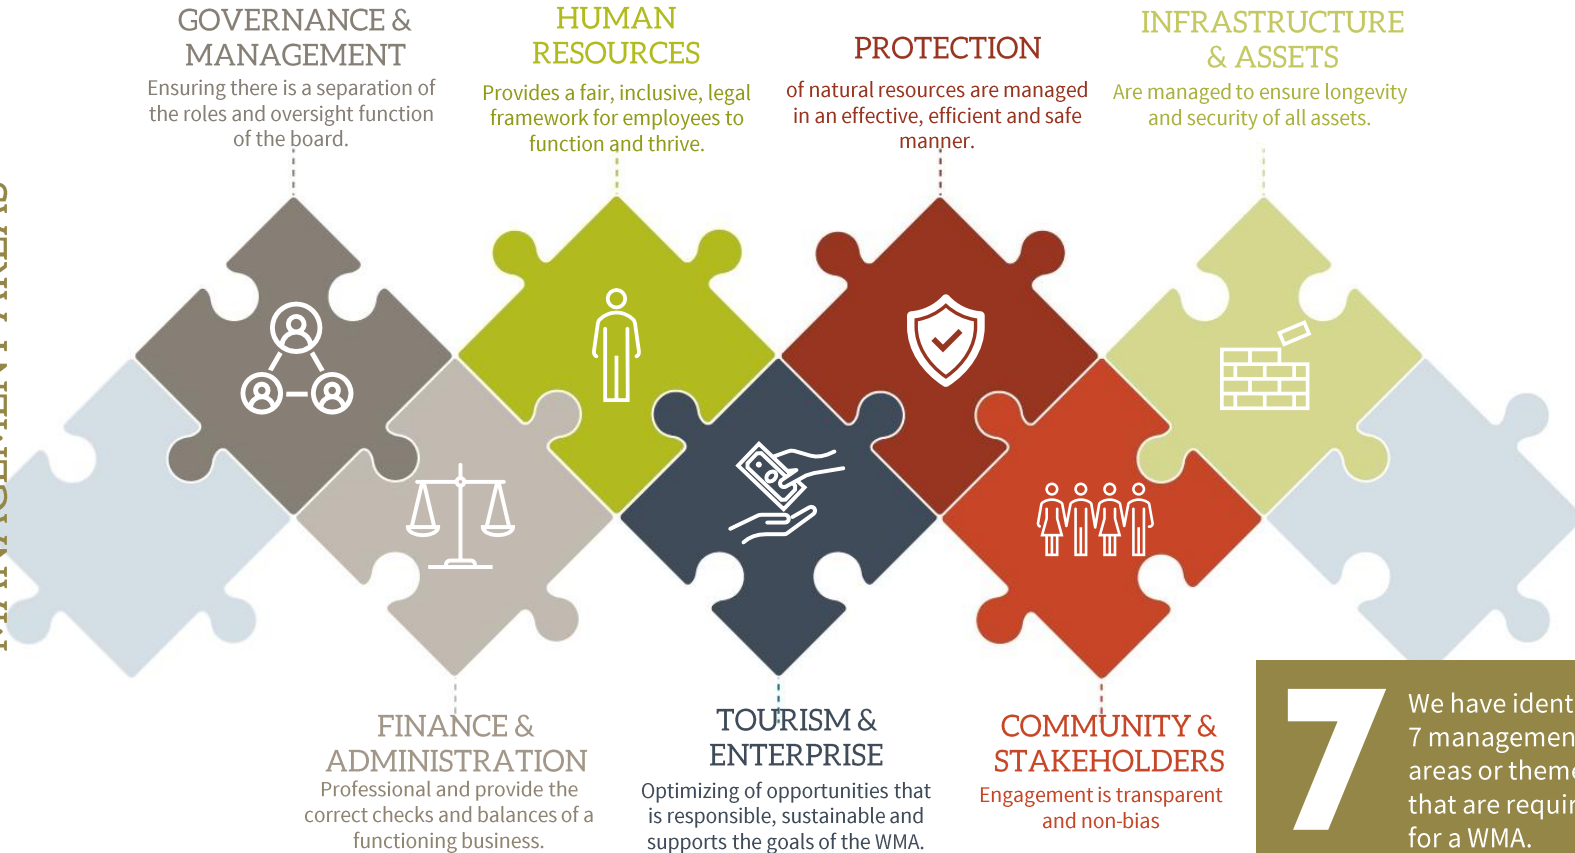 GOVERNANCE &
MANAGEMENT
Ensuring there is a separation of
the roles and oversight function
of the board.
HUMAN
RESOURCES
Provides a fair, inclusive, legal
framework for employees to
function and thrive.
PROTECTION
of natural resources are managed
in an effective, efficient and safe
manner.
INFRASTRUCTURE
& ASSETS
Are managed to ensure longevity
and security of all assets.
FINANCE &
ADMINISTRATION
Professional and provide the
correct checks and balances of a
functioning business.
TOURISM &
ENTERPRISE
Optimizing of opportunities that
is responsible, sustainable and
supports the goals of the WMA.
COMMUNITY &
STAKEHOLDERS
Engagement is transparent
and non-bias
7
We have ident
7 managemen
areas or theme
that are requir
for a WMA.